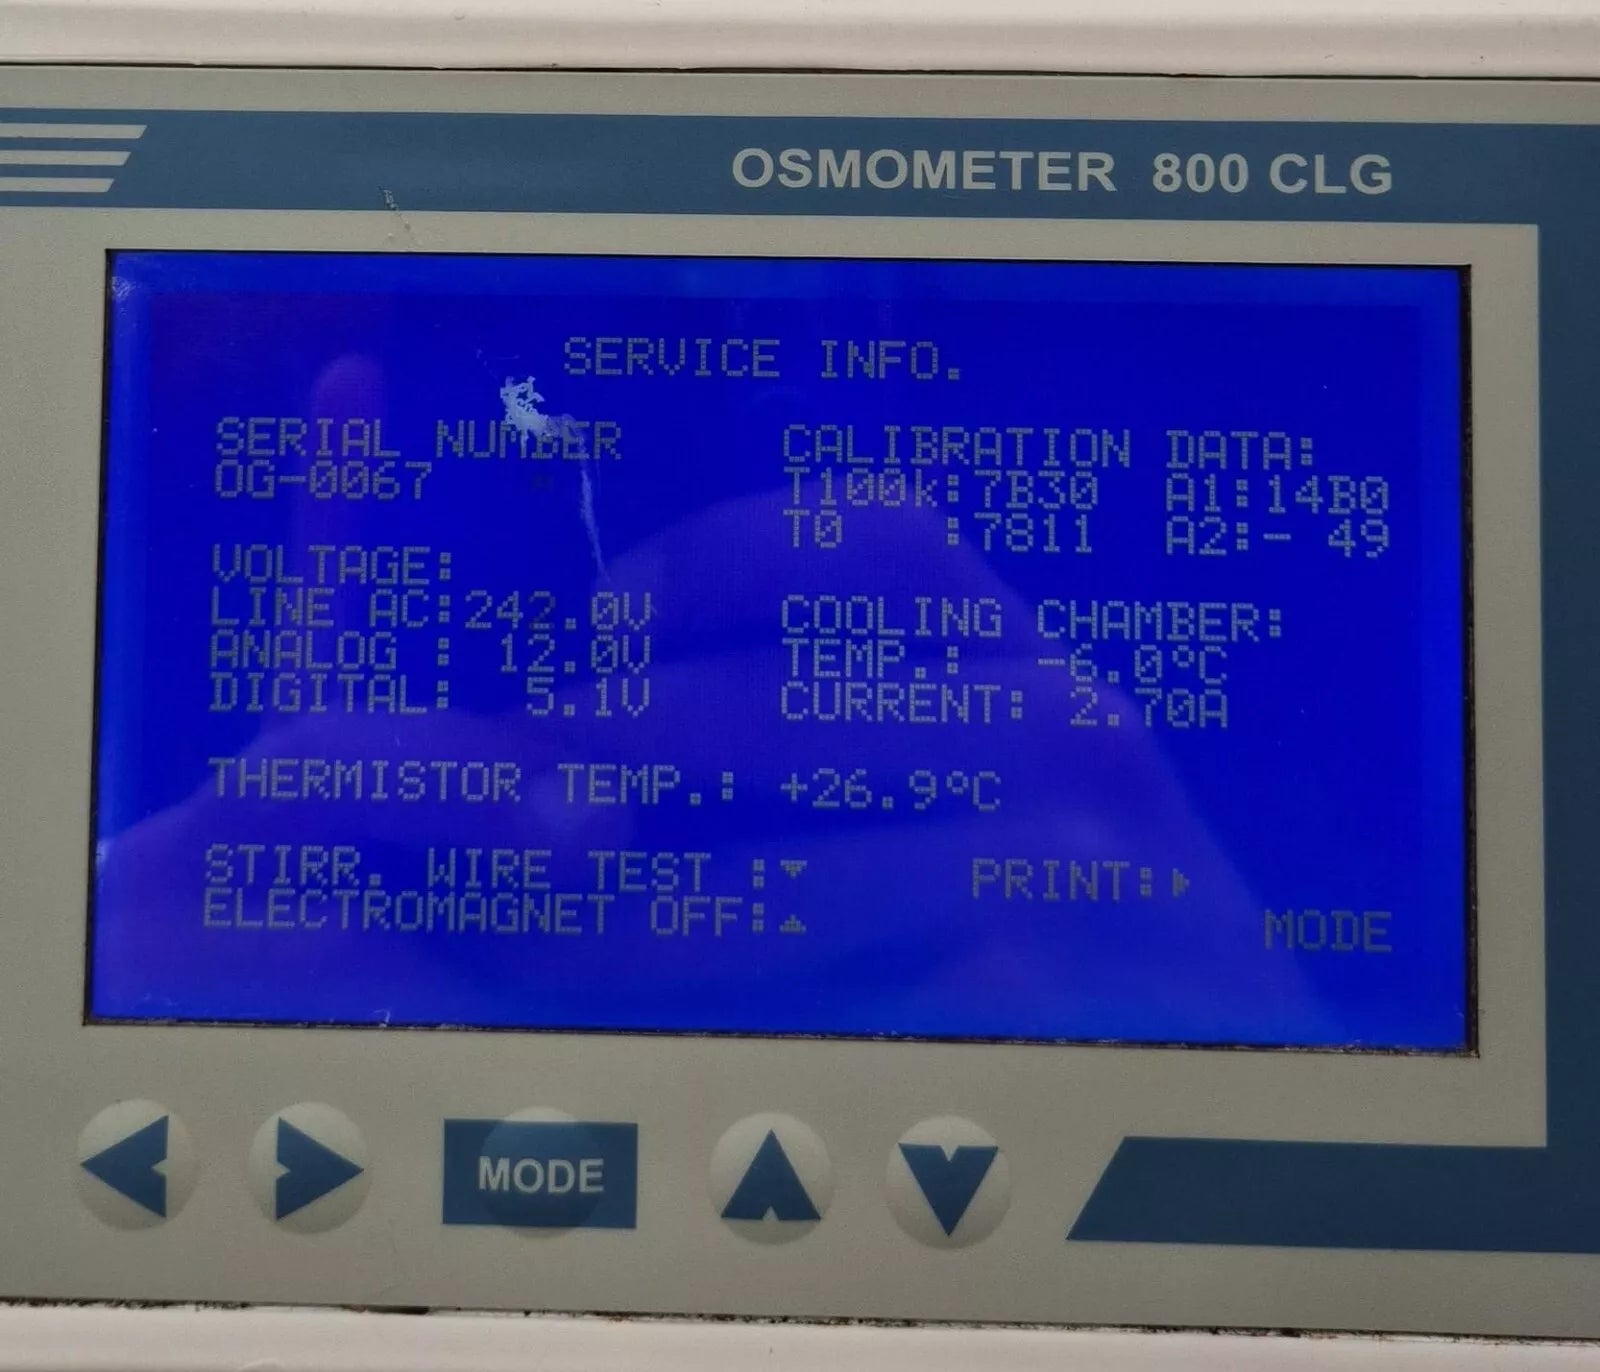 OSMOMETER 800 CLG
SERVICE INFO.
SERIAL NUMBER
OG-0067
CALIBRATION DATA:
T100k:7B30 A1:14B0
T0 :7811 A2:- 49
VOLTAGE:
LINE AC:242.0V
ANALOG : 12.0V
DIGITAL: 5.1V
COOLING CHAMBER:
TEMP.: -6.0°C
CURRENT: 2.70A
THERMISTOR TEMP.: +26.9°C
STIRR. WIRE TEST :▼
ELECTROMAGNET OFF:▲
PRINT:▶
MODE
MODE